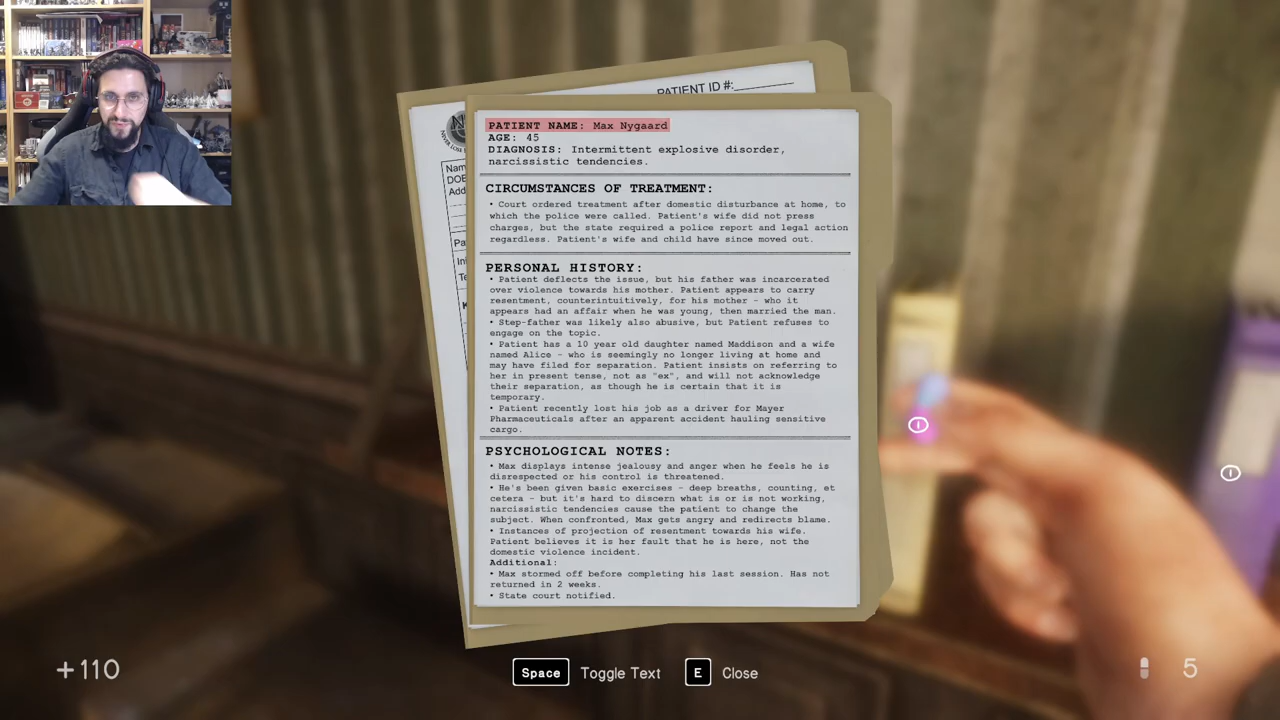 PATIENT ID #:
PATIENT NAME: Max Nygaard
AGE: 45
DIAGNOSIS: Intermittent explosive disorder,
narcissistic tendencies.
CIRCUMSTANCES OF TREATMENT:
• Court ordered treatment after domestic disturbance at home, to
which the police were called. Patient's wife did not press
charges, but the state required a police report and legal action
regardless. Patient's wife and child have since moved out.
PERSONAL HISTORY:
• Patient deflects the issue, but his father was incarcerated
over violence towards his mother. Patient appears to carry
resentment, counterintuitively, for his mother – who it
appears had an affair when he was young, then married the man.
• Step-father was likely also abusive, but Patient refuses to
engage on the topic.
• Patient has a 10 year old daughter named Maddison and a wife
named Alice – who is seemingly no longer living at home and
may have filed for separation. Patient insists on referring to
her in present tense, not as "ex", and will not acknowledge
their separation, as though he is certain that it is
temporary.
• Patient recently lost his job as a driver for Mayer
Pharmaceuticals after an apparent accident hauling sensitive
cargo.
PSYCHOLOGICAL NOTES:
• Max displays intense jealousy and anger when he feels he is
disrespected or his control is threatened.
• He's been given basic exercises – deep breaths, counting, et
cetera – but it's hard to discern what is or is not working,
narcissistic tendencies cause the patient to change the
subject. When confronted, Max gets angry and redirects blame.
• Instances of projection of resentment towards his wife.
Patient believes it is her fault that he is here, not the
domestic violence incident.
Additional:
• Max stormed off before completing his last session. Has not
returned in 2 weeks.
• State court notified.
+110
Space Toggle Text E Close
5